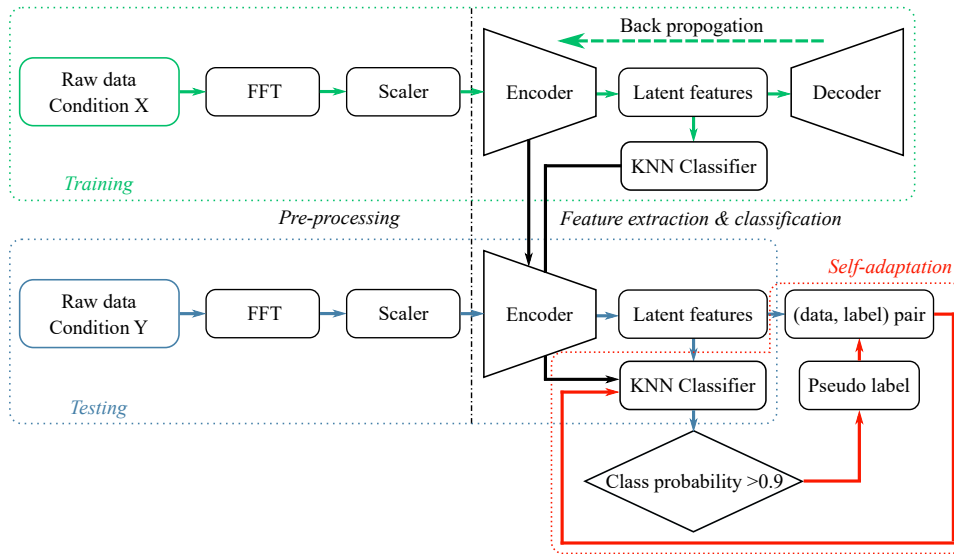 Back propogation
Raw data
Condition X
FFT
Scaler
Encoder
Latent features
Decoder
KNN Classifier
Training
Pre-processing
Feature extraction & classification
Self-adaptation
Raw data
Condition Y
FFT
Scaler
Encoder
Latent features
(data, label) pair
KNN Classifier
Pseudo label
Testing
Class probability >0.9